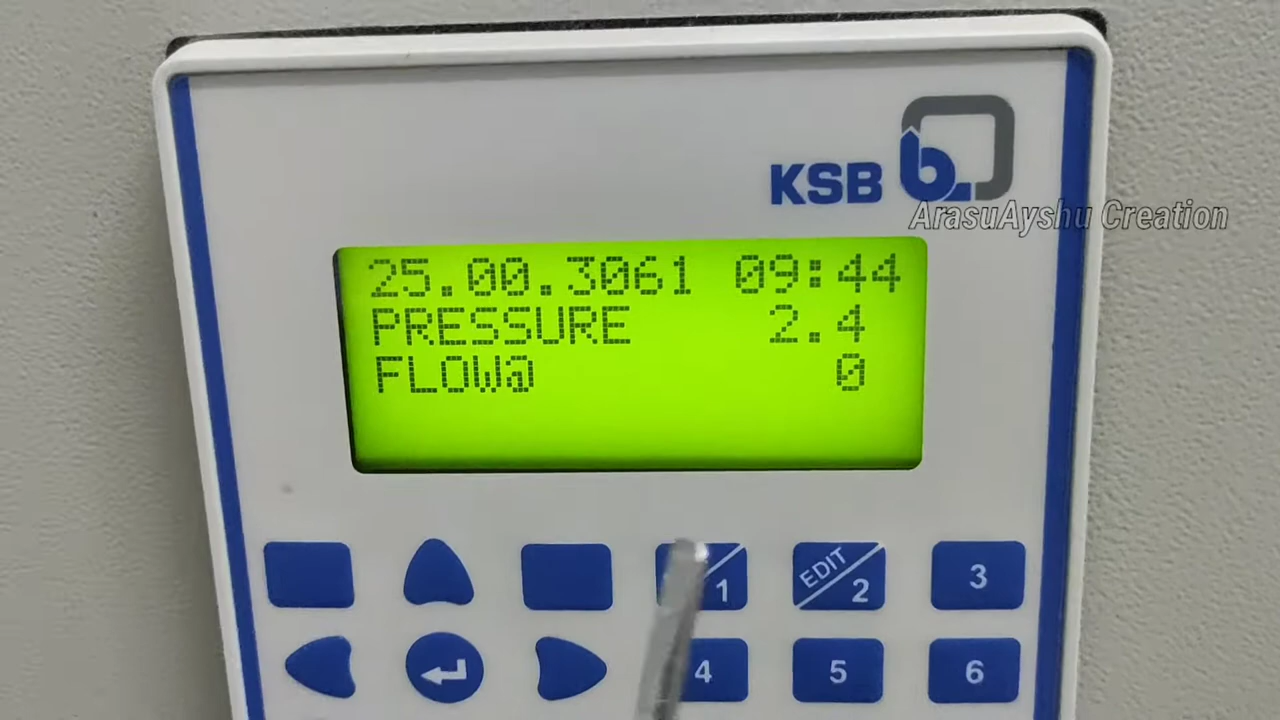 KSB b
ArasuAyshu Creation
25.00.3061 09:44
PRESSURE 2.4
FLOW@ 0
1 EDIT 2 3
4 5 6